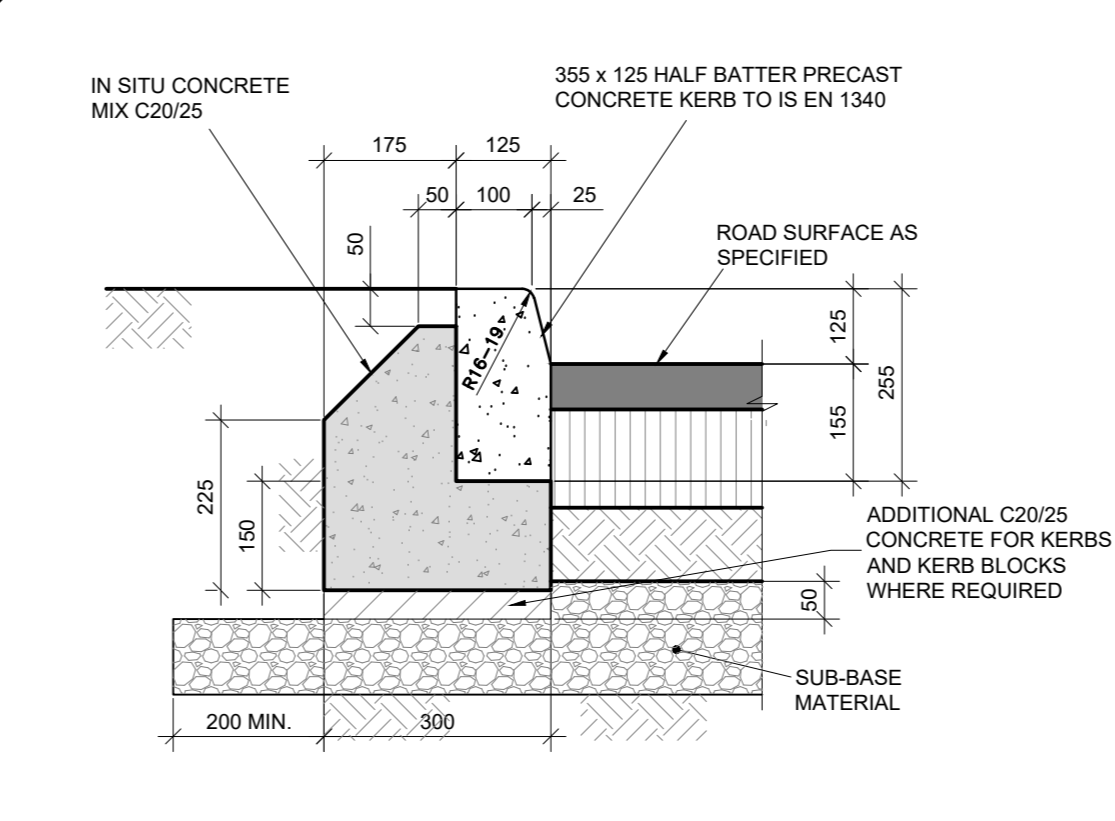 IN SITU CONCRETE
MIX C20/25
355 x 125 HALF BATTER PRECAST
CONCRETE KERB TO IS EN 1340
175
125
50
100
25
50
ROAD SURFACE AS
SPECIFIED
R16–19
125
255
155
225
150
ADDITIONAL C20/25
CONCRETE FOR KERBS
AND KERB BLOCKS
WHERE REQUIRED
50
SUB-BASE
MATERIAL
200 MIN.
300